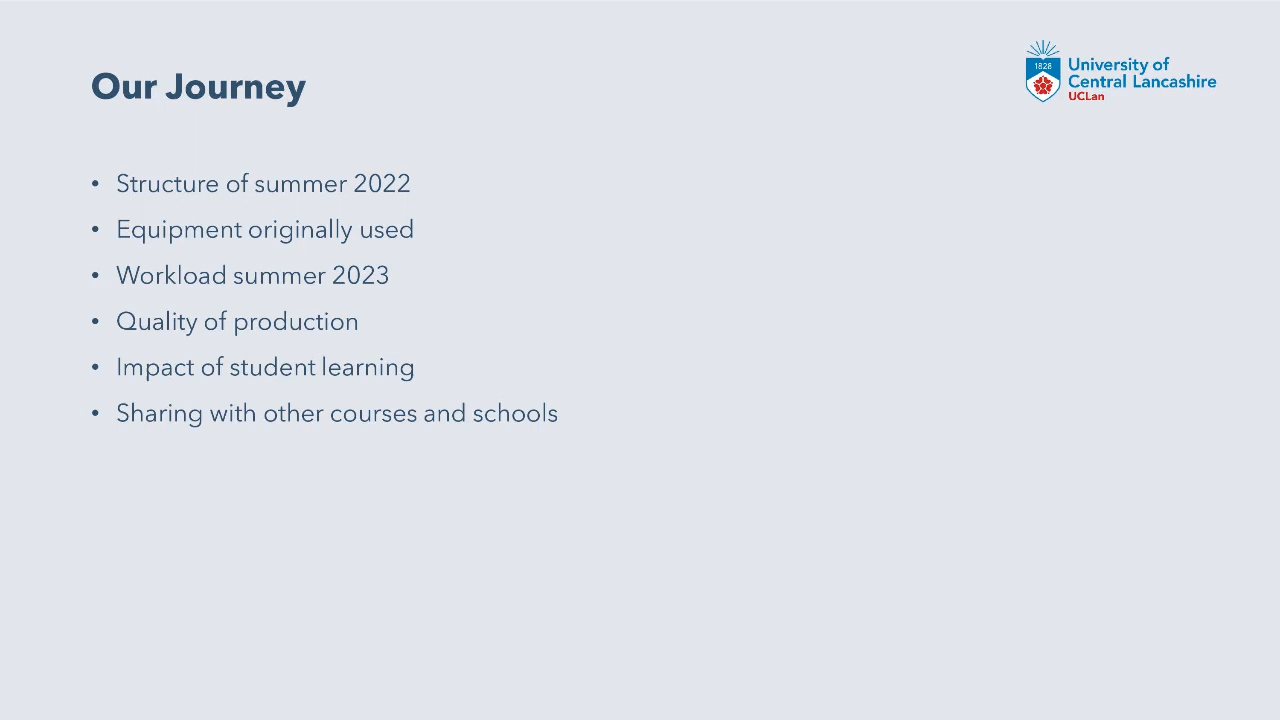 Our Journey
1828
University of
Central Lancashire
UCLan
• Structure of summer 2022
• Equipment originally used
• Workload summer 2023
• Quality of production
• Impact of student learning
• Sharing with other courses and schools